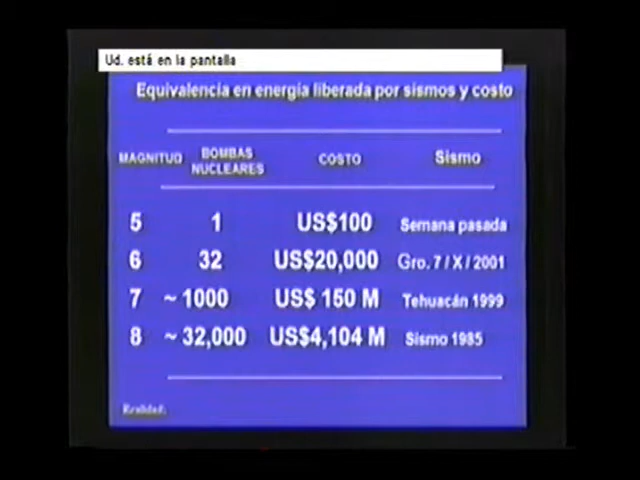 Ud. está en la pantalla
Equivalencia en energía liberada por sismos y costo
MAGNITUD BOMBAS NUCLEARES COSTO Sismo
5 1 US$100 Semana pasada
6 32 US$20,000 Gro. 7 / X / 2001
7 ~ 1000 US$ 150 M Tehuacán 1999
8 ~ 32,000 US$4,104 M Sismo 1985